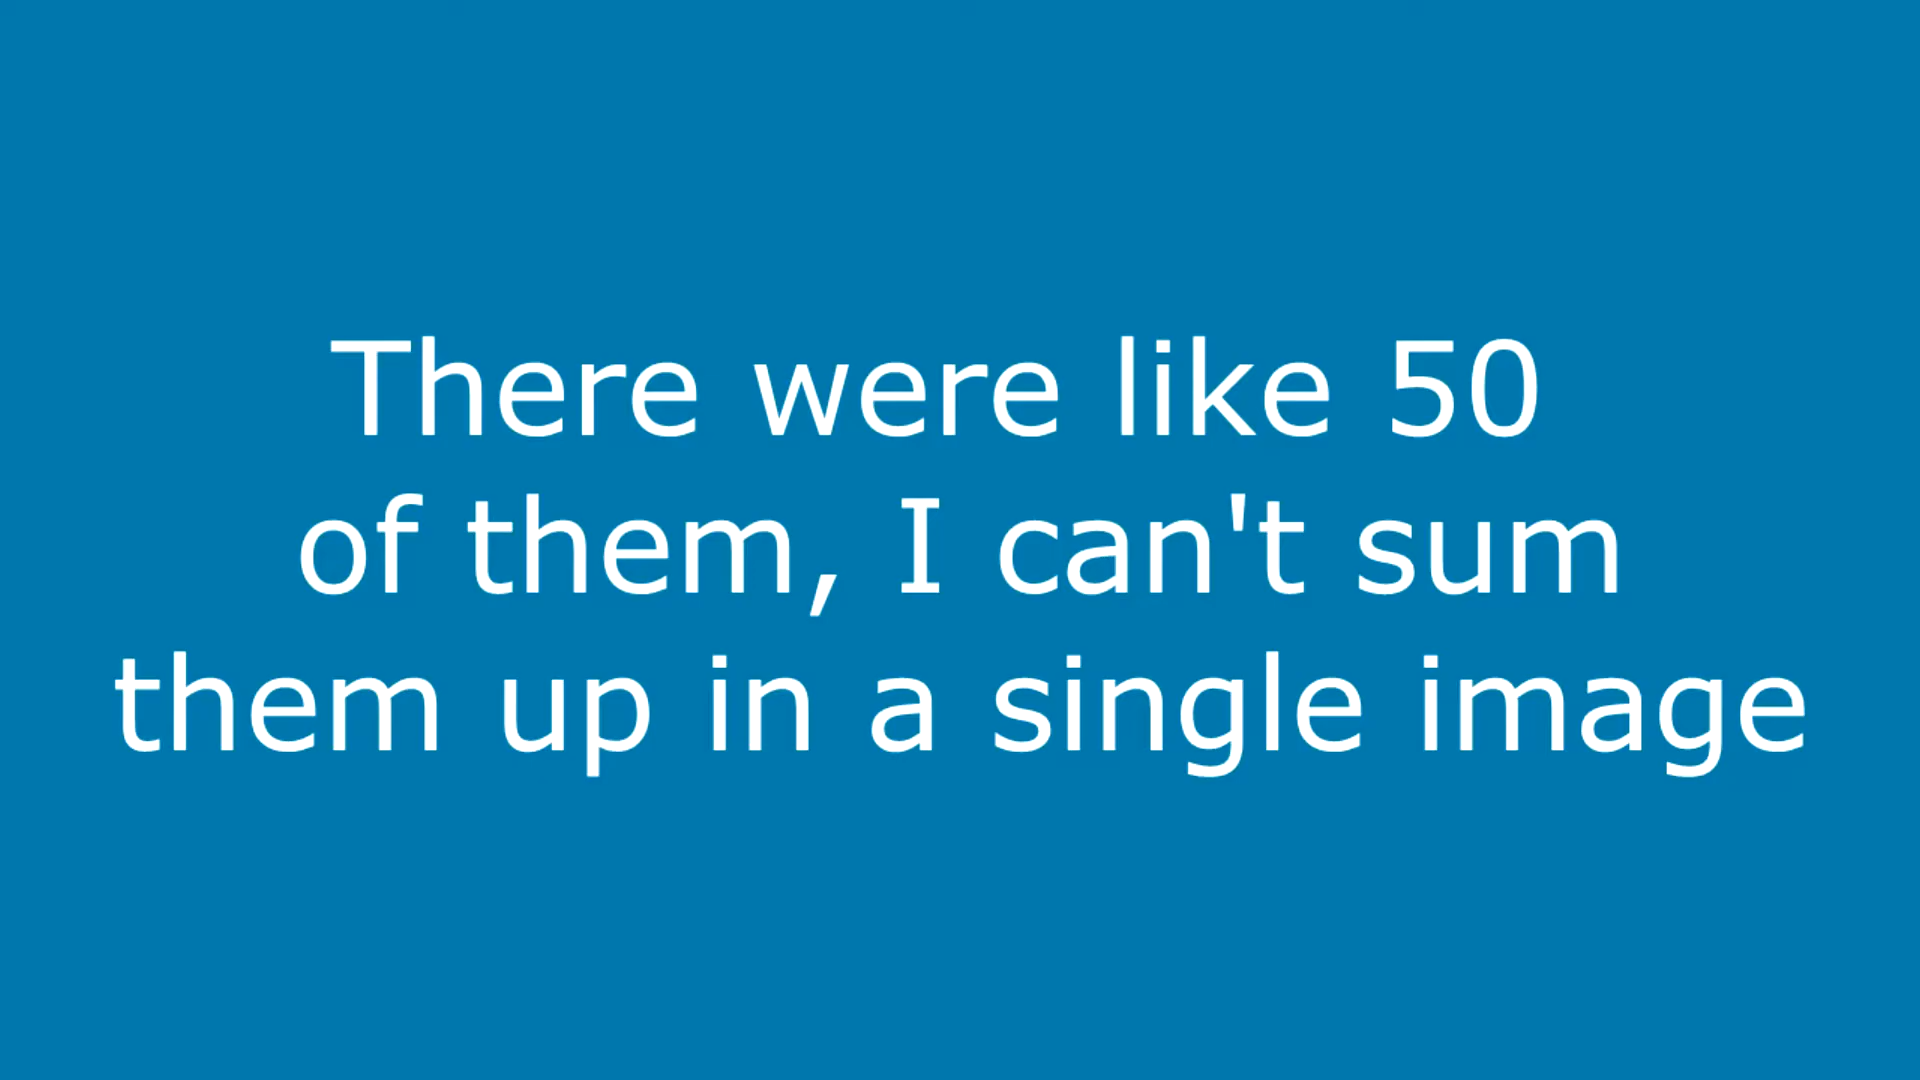 There were like 50
of them, I can't sum
them up in a single image